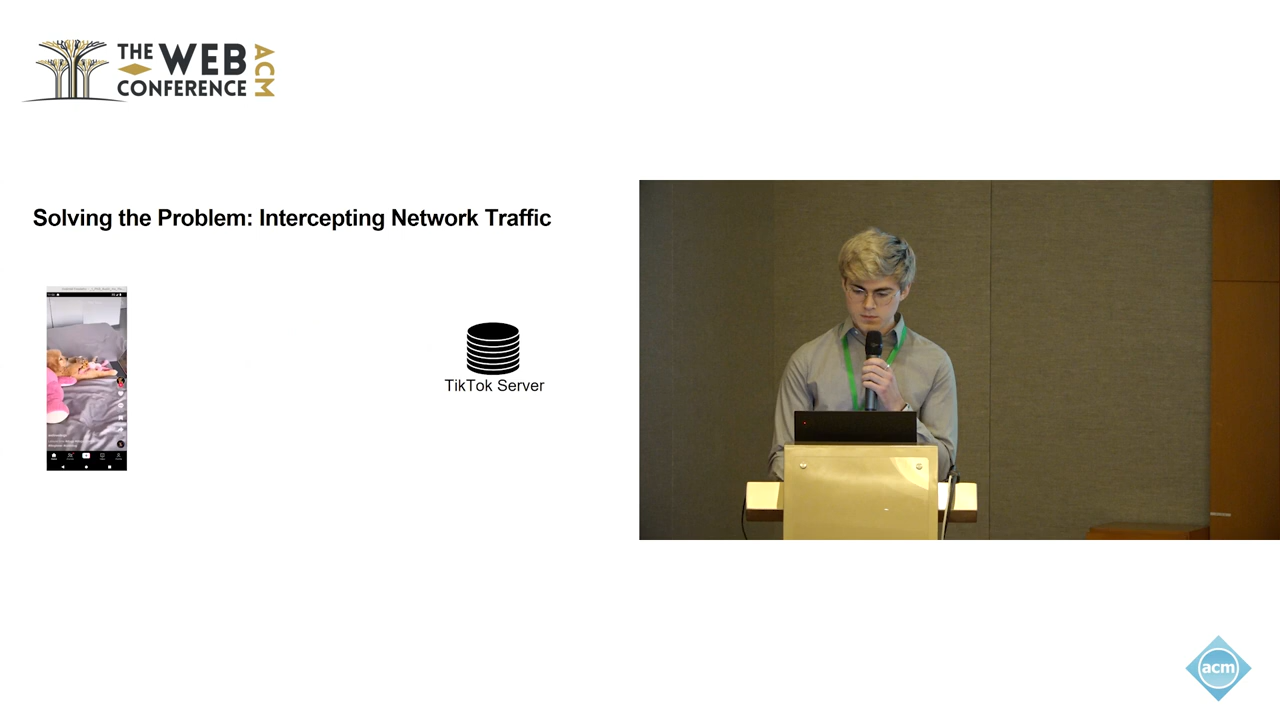 THE WEB
CONFERENCE
ACM
Solving the Problem: Intercepting Network Traffic
TikTok Server
acm